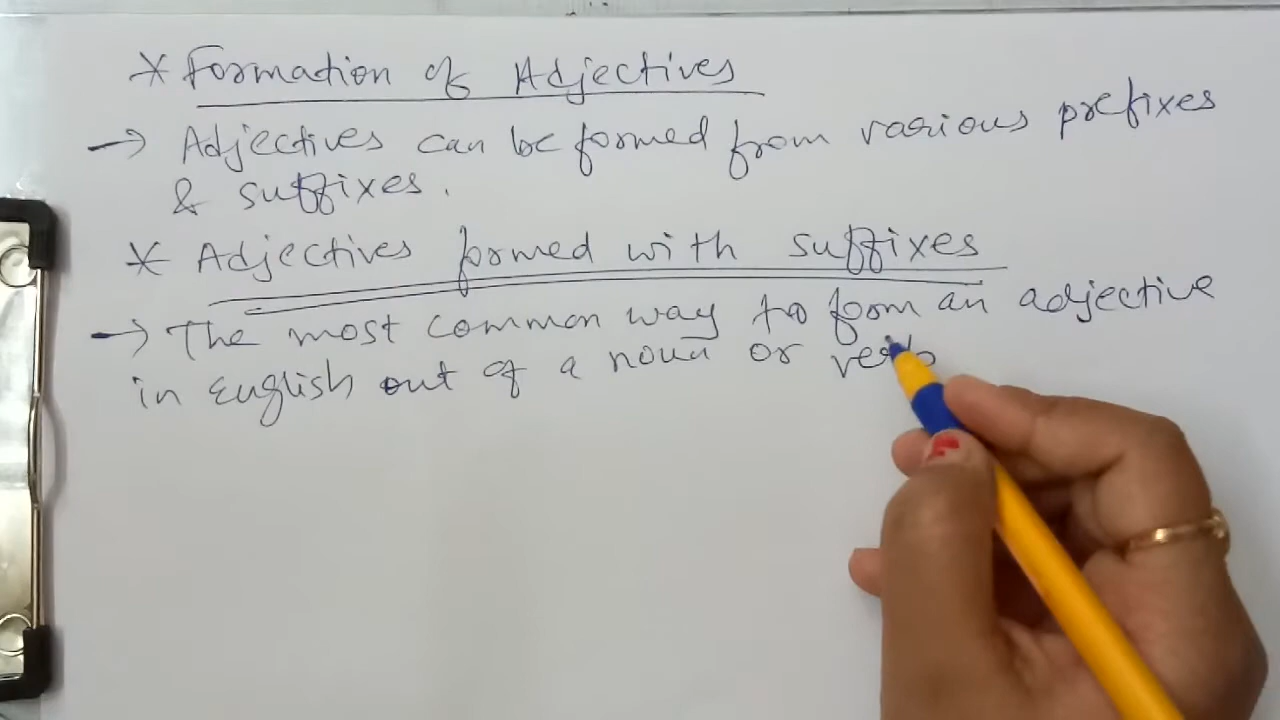 * Formation of Adjectives
→ Adjectives can be formed from various prefixes
& suffixes.
* Adjectives formed with suffixes
→ The most common way to form an adjective
in English out of a noun or verb